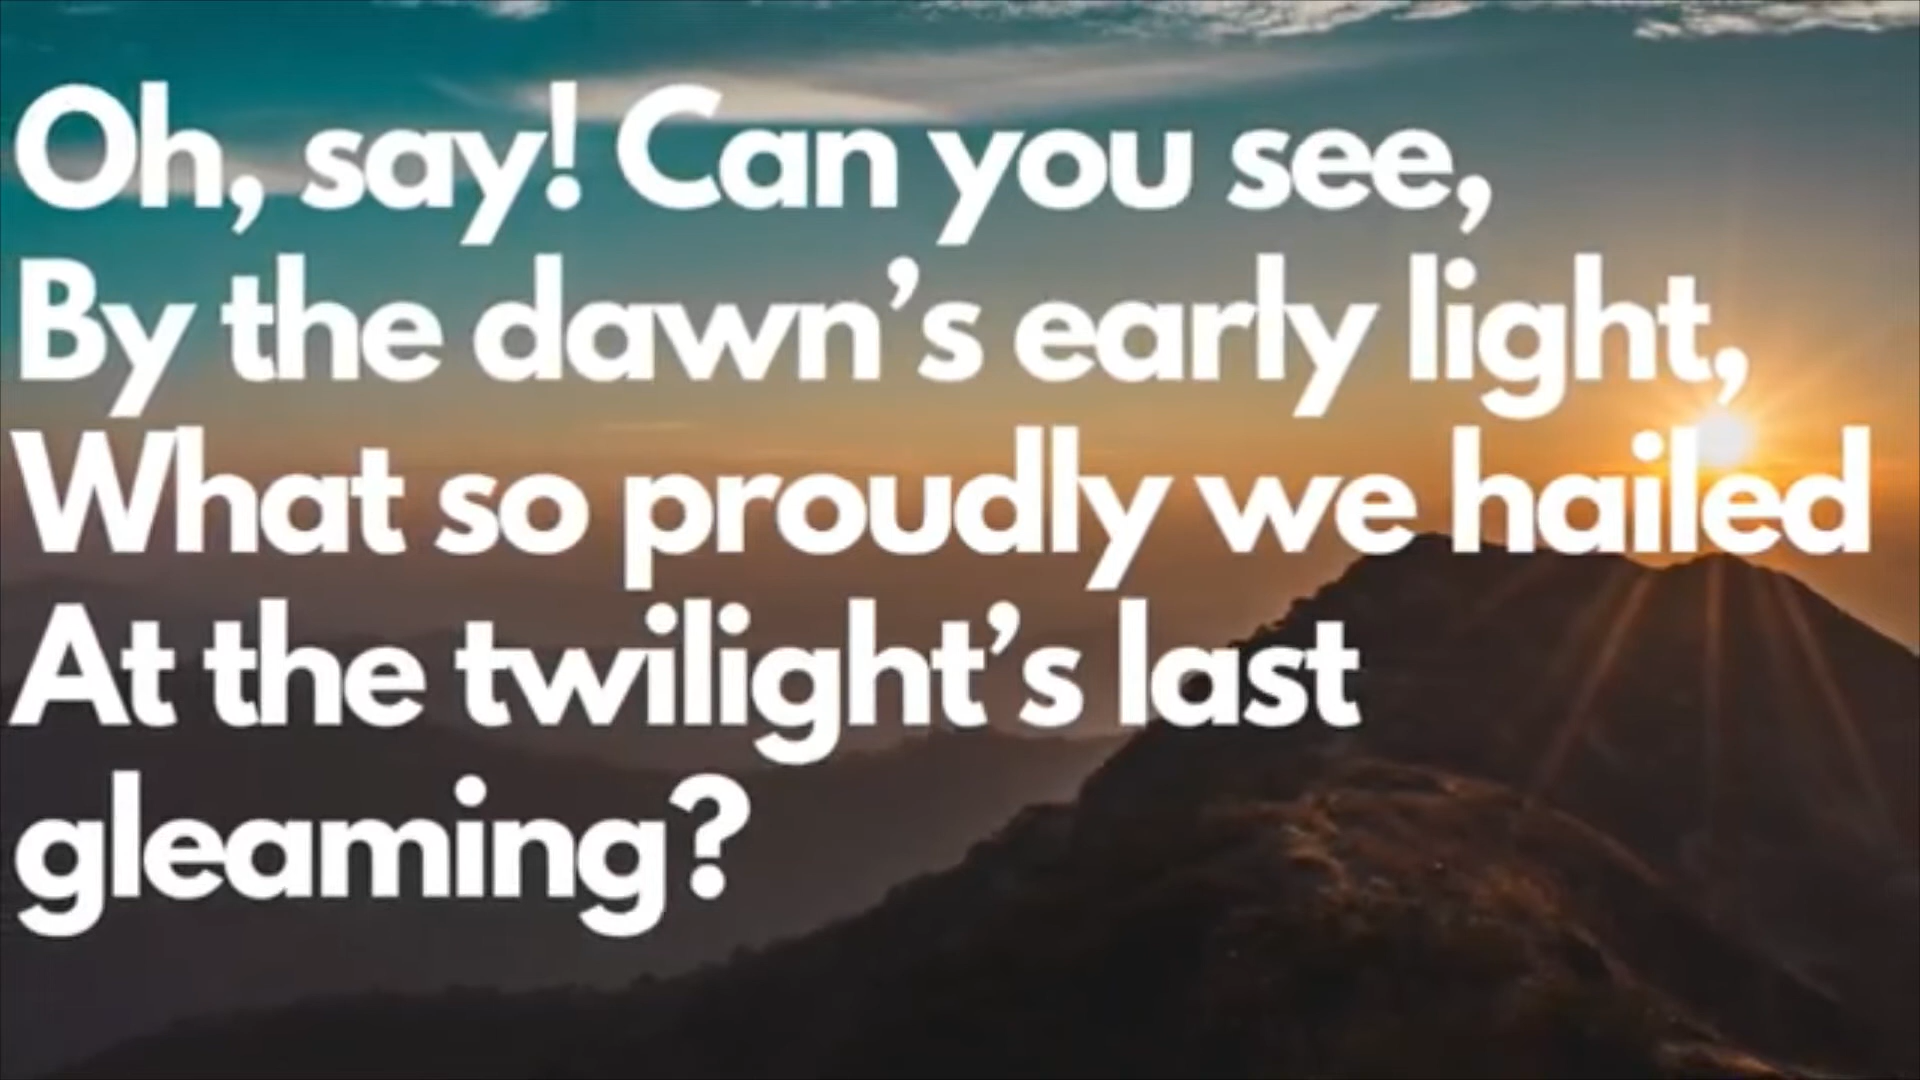 Oh, say! Can you see,
By the dawn’s early light,
What so proudly we hailed
At the twilight’s last
gleaming?